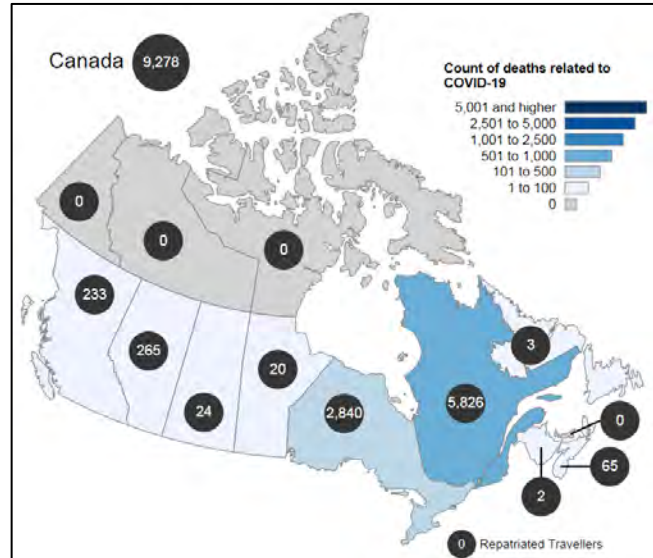 Canada
9,278
Count of deaths related to
COVID-19
5,001 and higher
2,501 to 5,000
1,001 to 2,500
501 to 1,000
101 to 500
1 to 100
0
0
0
0
233
265
24
20
2,840
5,826
3
0
65
2
0 Repatriated Travellers